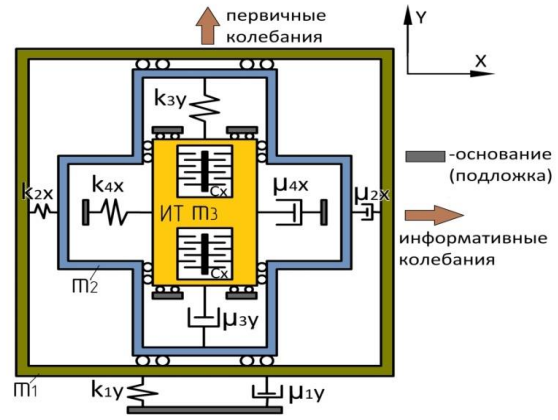 первичные
колебания
Y
X
k3y
-основание
(подложка)
Cx
k2x
k4x
μ4x
μ2x
ИТ m3
информативные
колебания
Cx
m2
μ3y
m1
k1y
μ1y